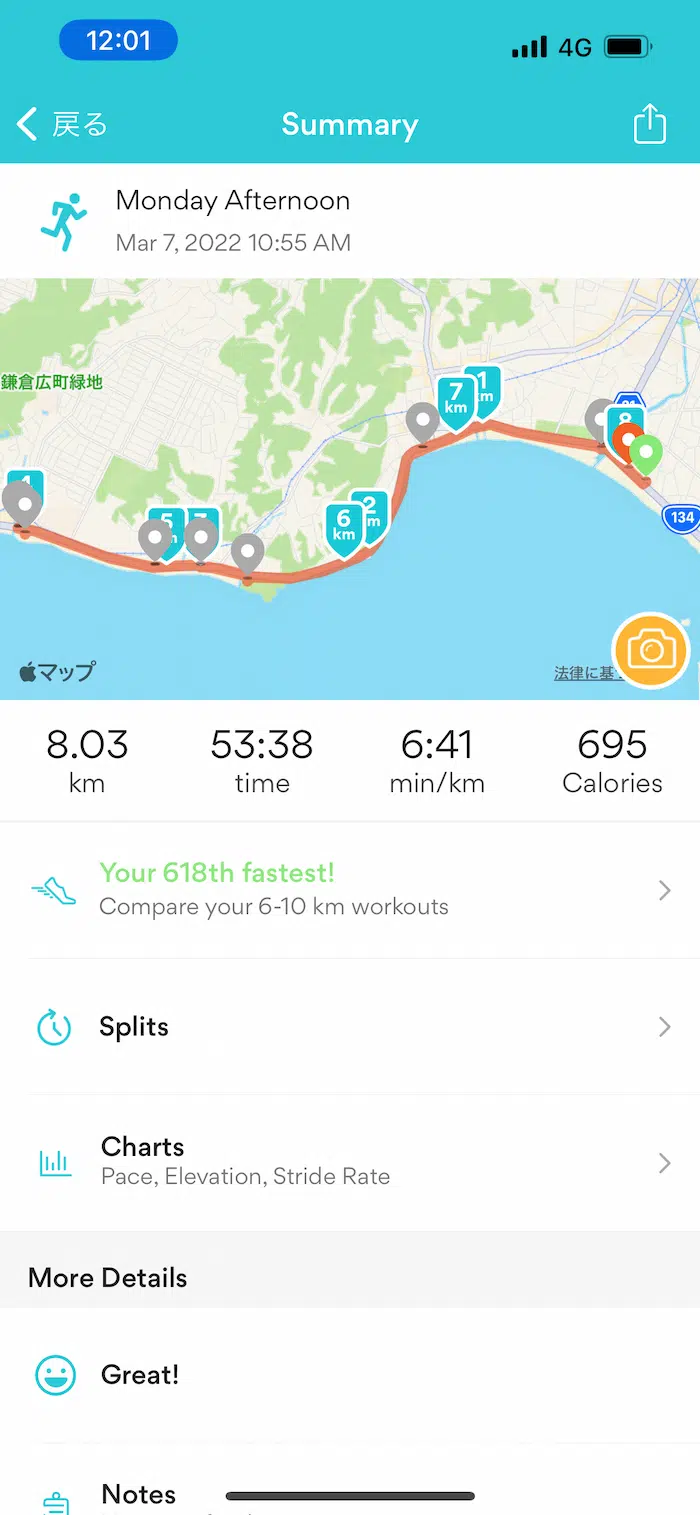 12:01
4G
戻る
Summary
Monday Afternoon
Mar 7, 2022 10:55 AM
鎌倉広町緑地
7
km
1
km
8
134
5
6
km
2
マップ
法律に基
8.03
km
53:38
time
6:41
min/km
695
Calories
Your 618th fastest!
Compare your 6-10 km workouts
Splits
Charts
Pace, Elevation, Stride Rate
More Details
Great!
Notes